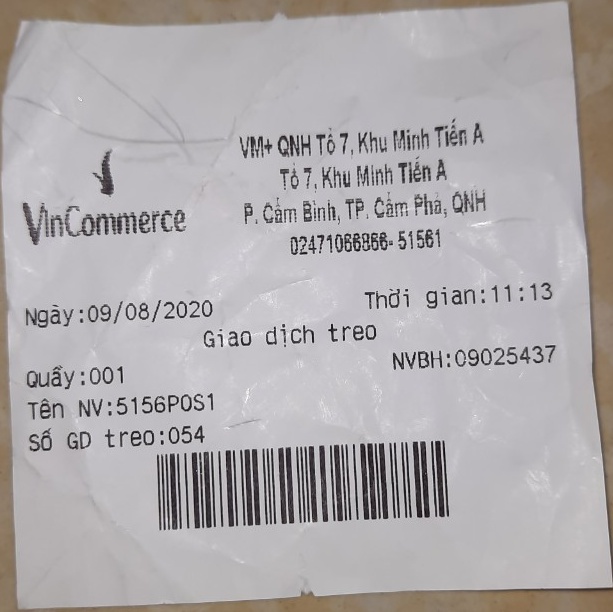 VM+ QNH Tổ 7, Khu Minh Tiến A
Tổ 7, Khu Minh Tiến A
P. Cẩm Bình, TP. Cẩm Phả, QNH
02471066866-51561
VinCommerce
Ngày:09/08/2020 Thời gian:11:13
Giao dịch treo
Quầy:001 NVBH:09025437
Tên NV:5156POS1
Số GD treo:054